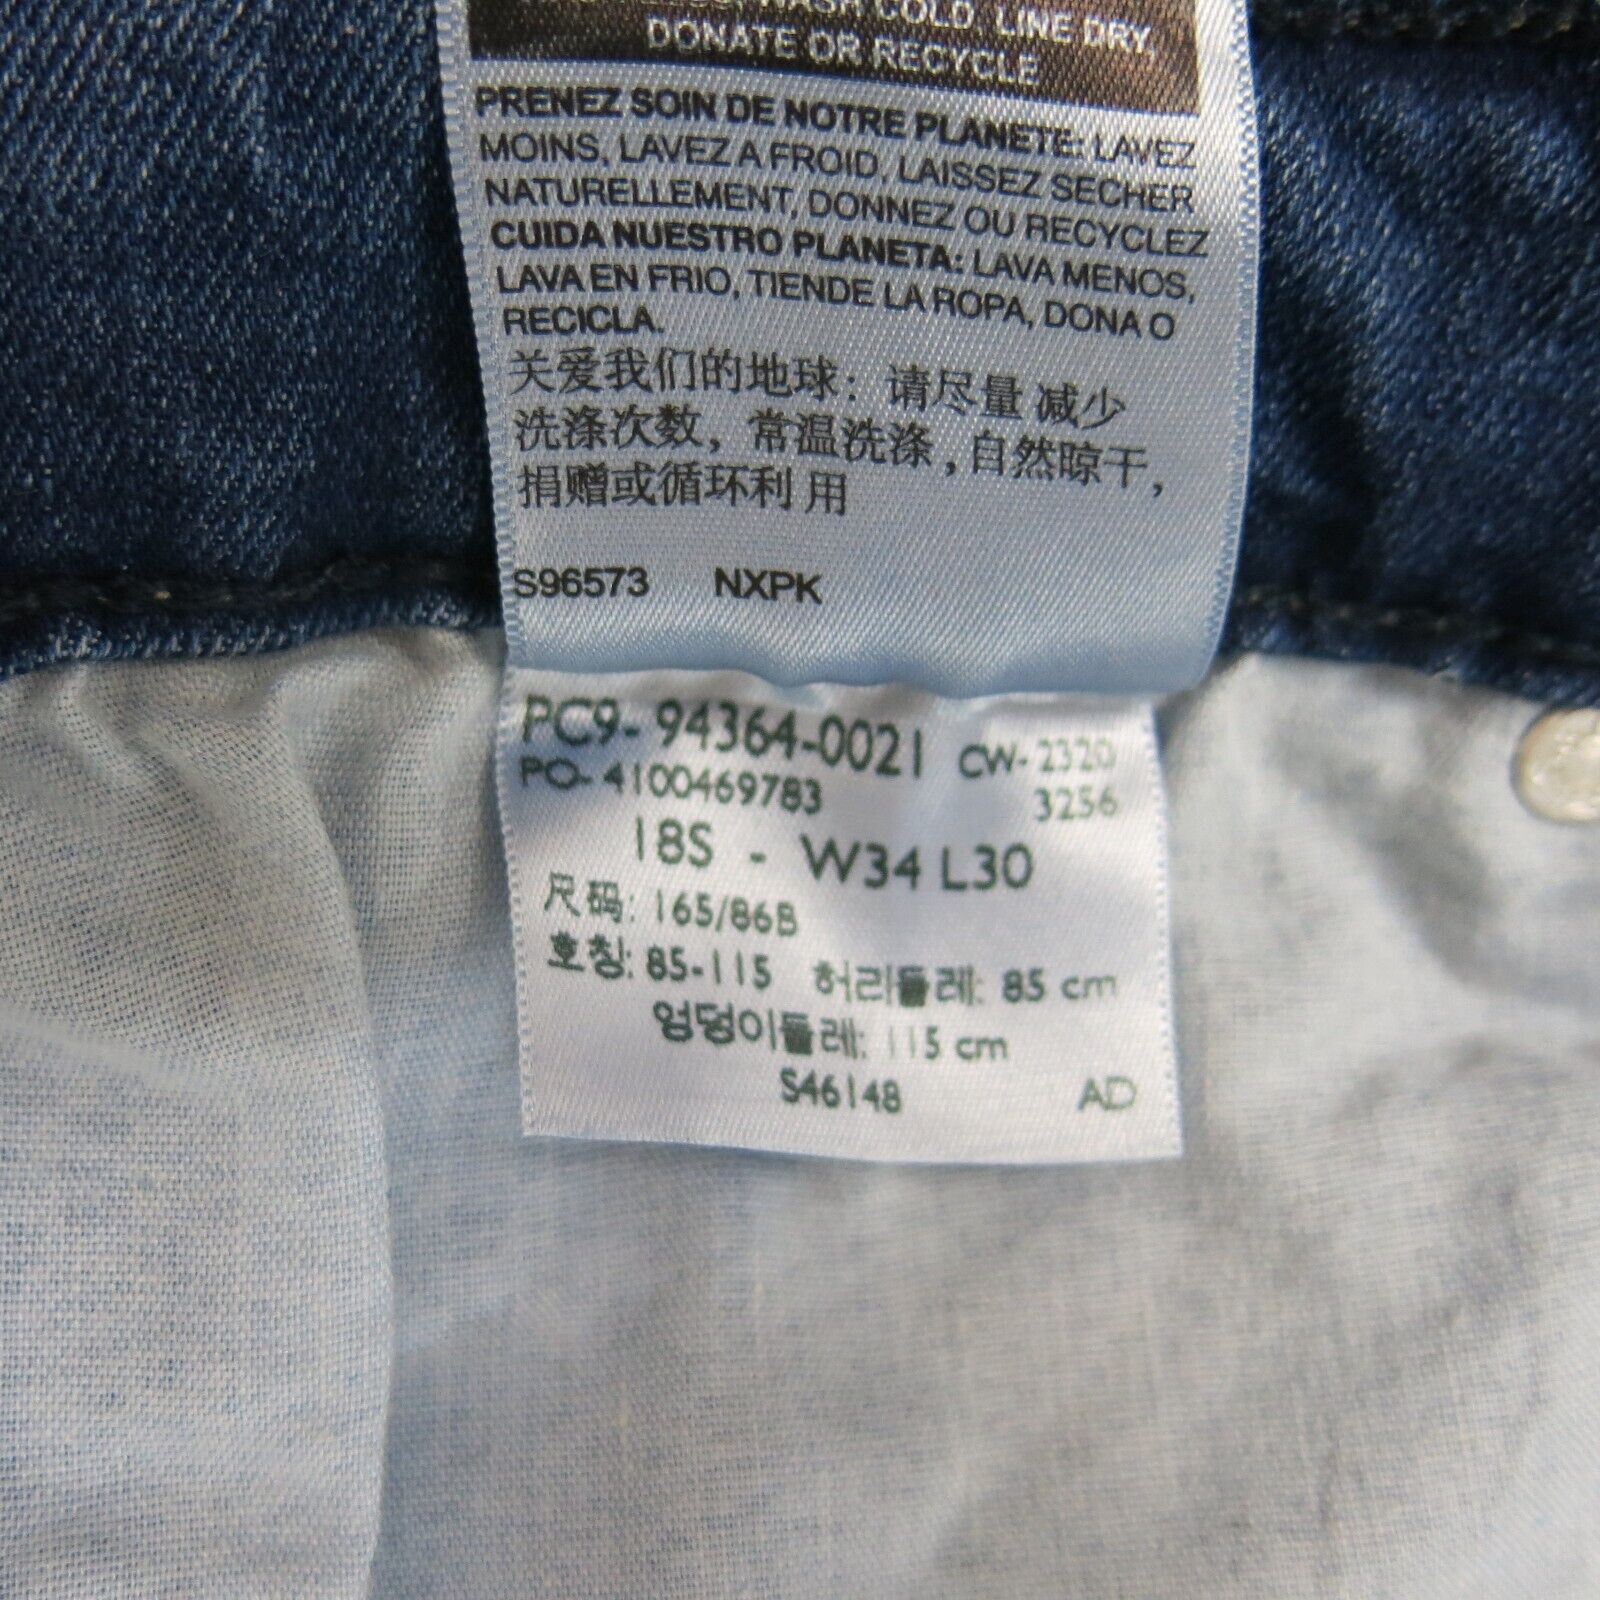 WASH COLD, LINE DRY,
DONATE OR RECYCLE
PRENEZ SOIN DE NOTRE PLANETE: LAVEZ
MOINS, LAVEZ A FROID, LAISSEZ SECHER
NATURELLEMENT, DONNEZ OU RECYCLEZ
CUIDA NUESTRO PLANETA: LAVA MENOS,
LAVA EN FRIO, TIENDE LA ROPA, DONA O
RECICLA.
关爱我们的地球：请尽量 减少
洗涤次数，常温洗涤，自然晾干，
捐赠或循环利 用
S96573 NXPK
PC9-94364-0021 CW-2320
PO-4100469783 3256
18S - W34 L30
尺码: 165/86B
호칭: 85-115 허리둘레: 85 cm
엉덩이둘레: 115 cm
S46148 AD